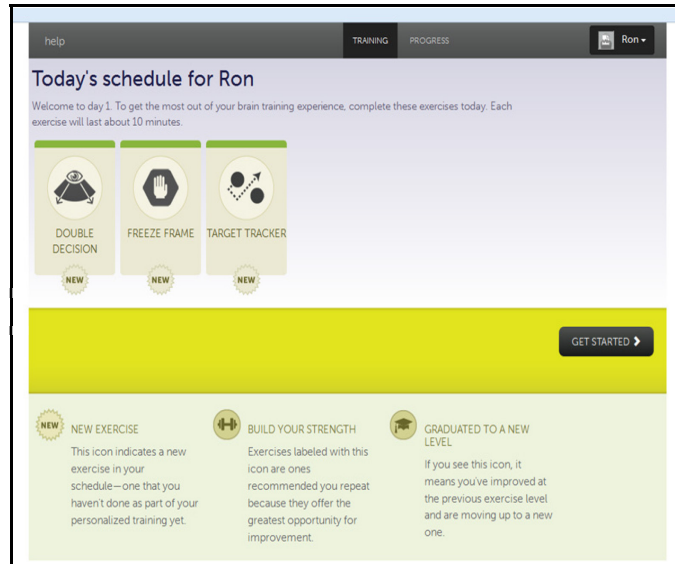 help
TRAINING
PROGRESS
Ron
Today's schedule for Ron
Welcome to day 1. To get the most out of your brain training experience, complete these exercises today. Each
exercise will last about 10 minutes.
DOUBLE
DECISION
FREEZE FRAME
TARGET TRACKER
NEW
NEW
NEW
GET STARTED
NEW
NEW EXERCISE
This icon indicates a new
exercise in your
schedule—one that you
haven't done as part of your
personalized training yet.
BUILD YOUR STRENGTH
Exercises labeled with this
icon are ones
recommended you repeat
because they offer the
greatest opportunity for
improvement.
GRADUATED TO A NEW
LEVEL
If you see this icon, it
means you've improved at
the previous exercise level
and are moving up to a new
one.